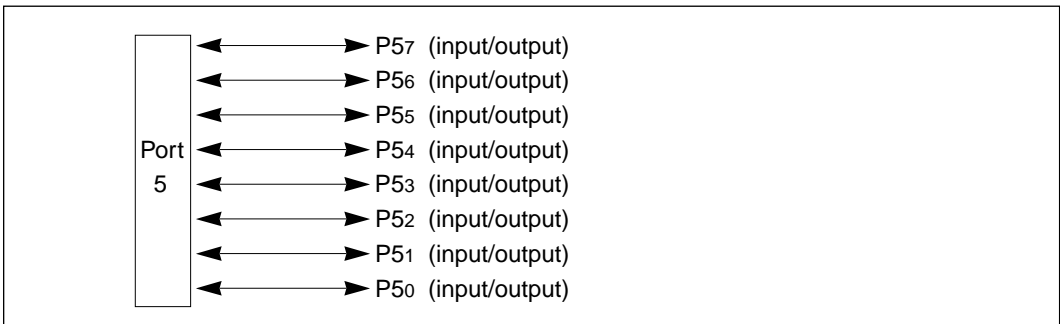 P57 (input/output)
P56 (input/output)
P55 (input/output)
Port P54 (input/output)
5 P53 (input/output)
P52 (input/output)
P51 (input/output)
P50 (input/output)